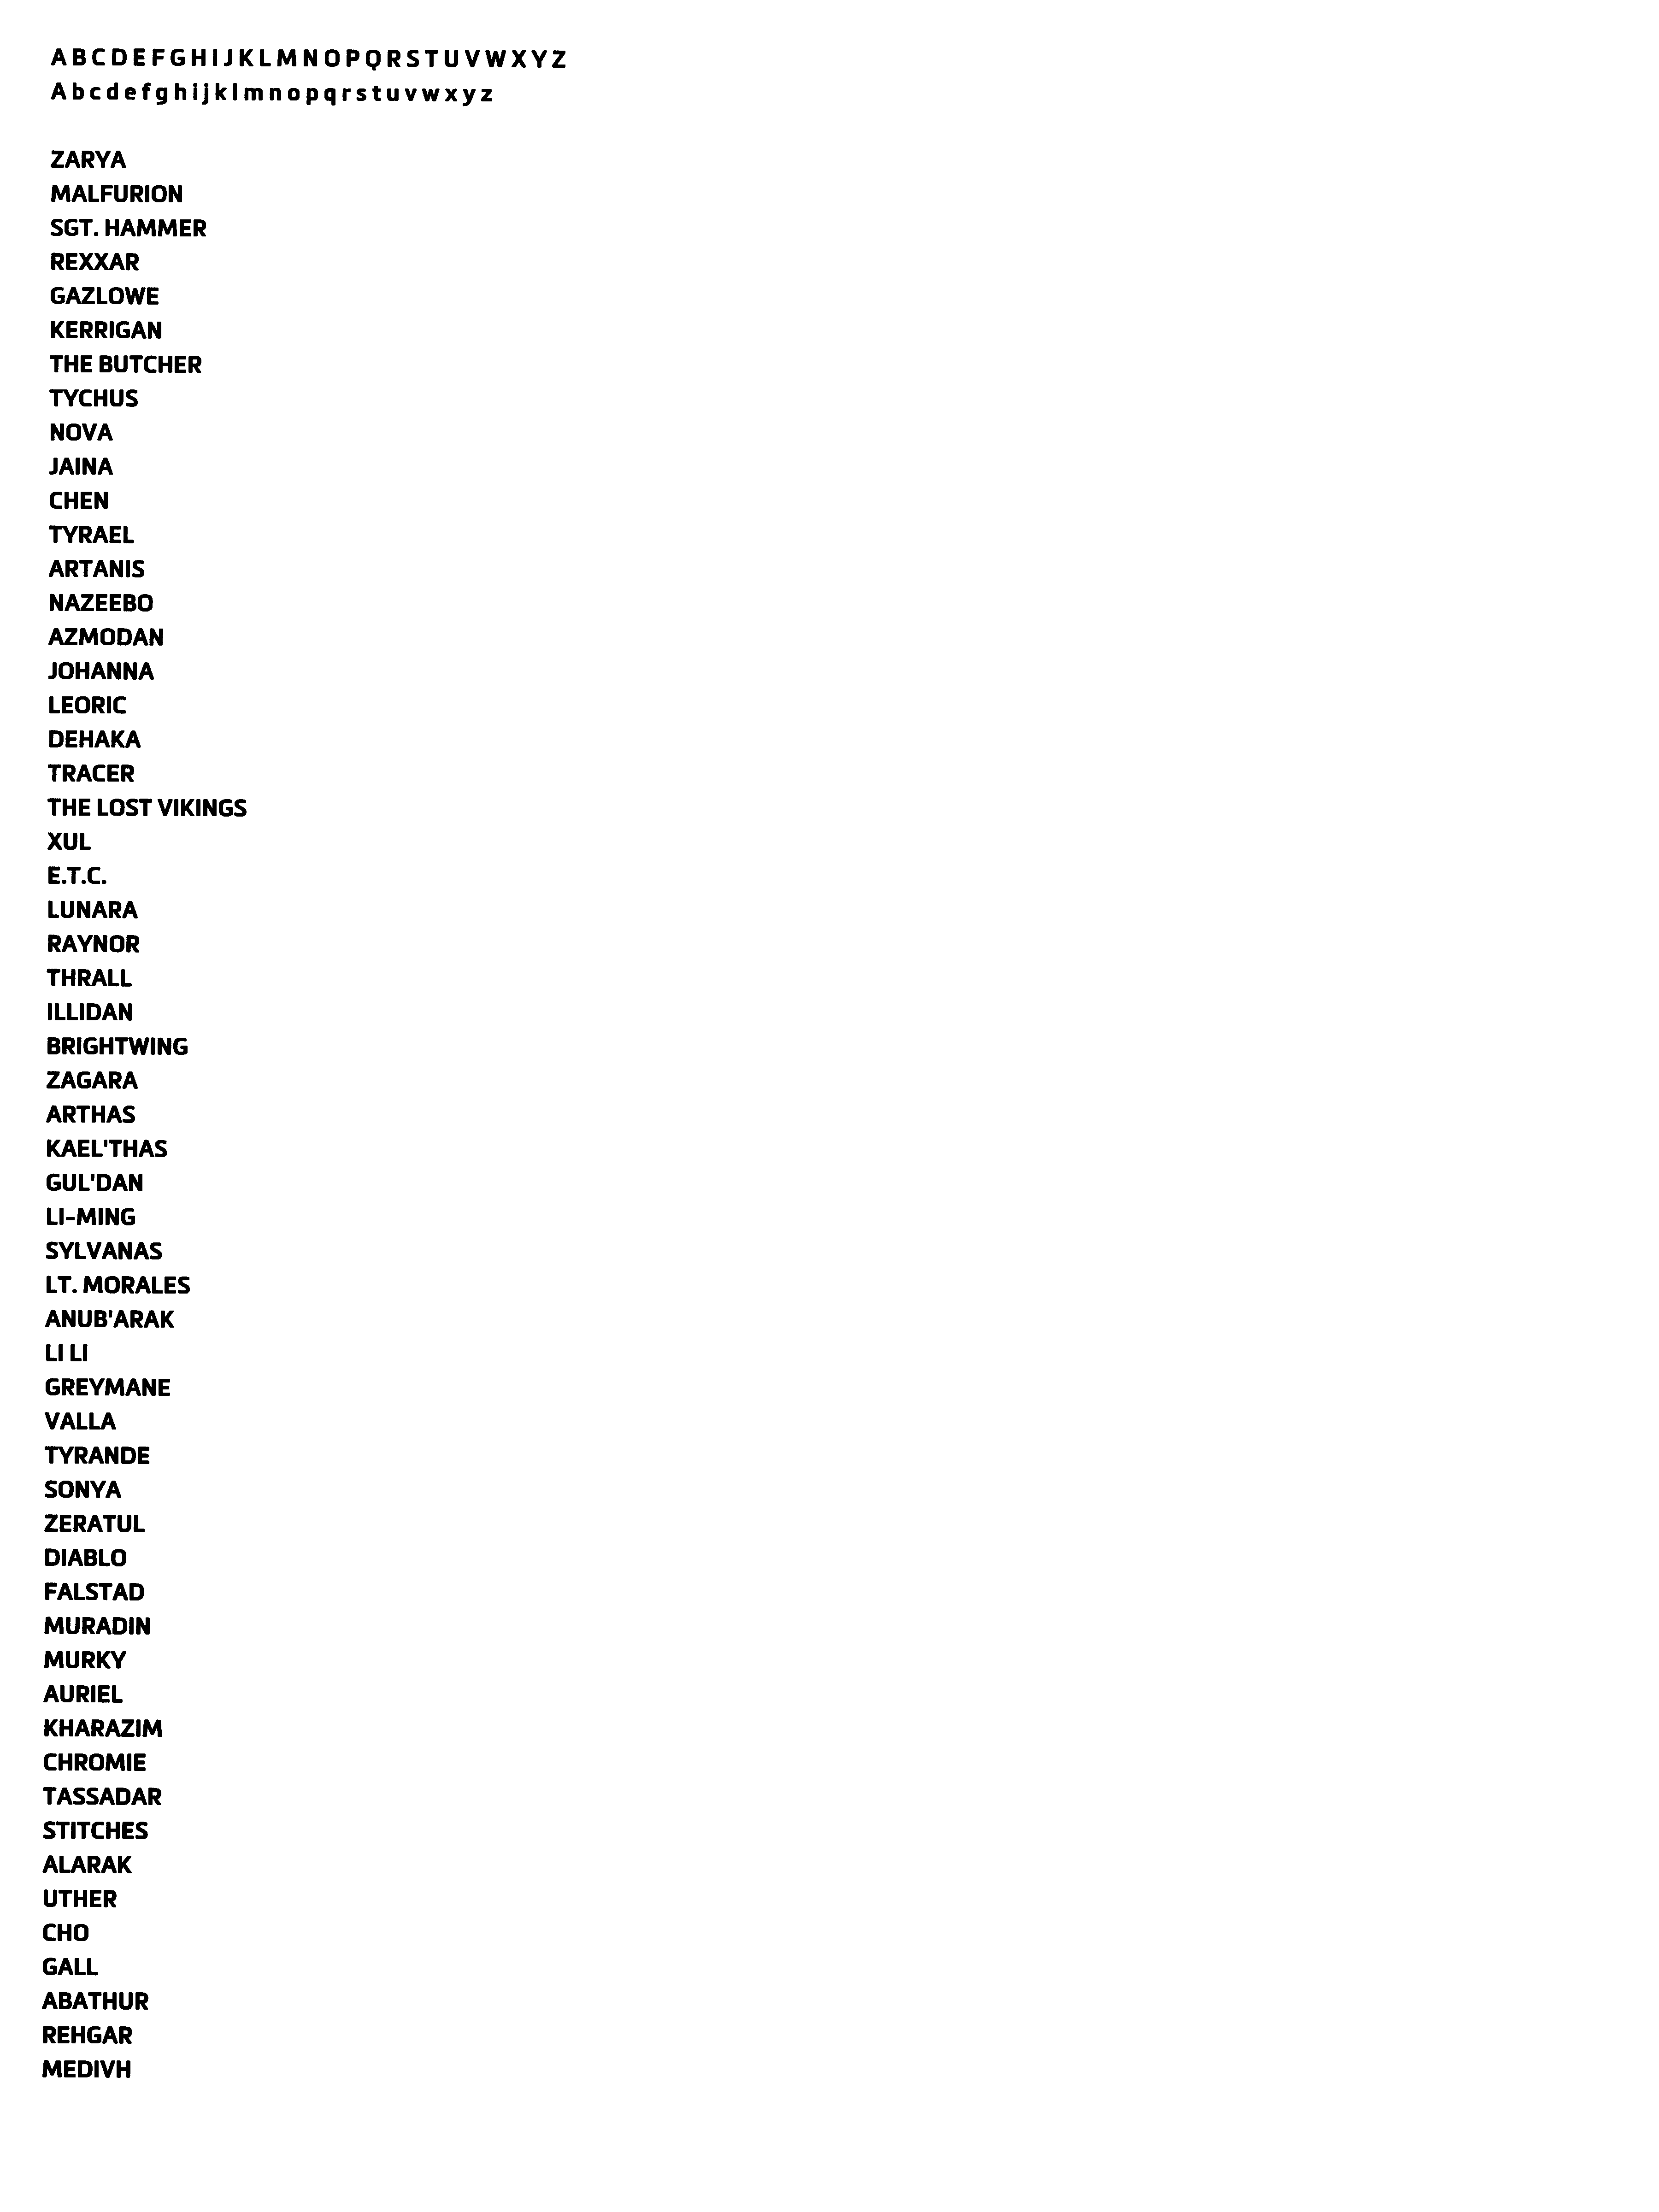 A B C D E F G H I J K L M N O P Q R S T U V W X Y Z
A b c d e f g h i j k l m n o p q r s t u v w x y z
ZARYA
MALFURION
SGT. HAMMER
REXXAR
GAZLOWE
KERRIGAN
THE BUTCHER
TYCHUS
NOVA
JAINA
CHEN
TYRAEL
ARTANIS
NAZEEBO
AZMODAN
JOHANNA
LEORIC
DEHAKA
TRACER
THE LOST VIKINGS
XUL
E.T.C.
LUNARA
RAYNOR
THRALL
ILLIDAN
BRIGHTWING
ZAGARA
ARTHAS
KAEL'THAS
GUL'DAN
LI-MING
SYLVANAS
LT. MORALES
ANUB'ARAK
LI LI
GREYMANE
VALLA
TYRANDE
SONYA
ZERATUL
DIABLO
FALSTAD
MURADIN
MURKY
AURIEL
KHARAZIM
CHROMIE
TASSADAR
STITCHES
ALARAK
UTHER
CHO
GALL
ABATHUR
REHGAR
MEDIVH